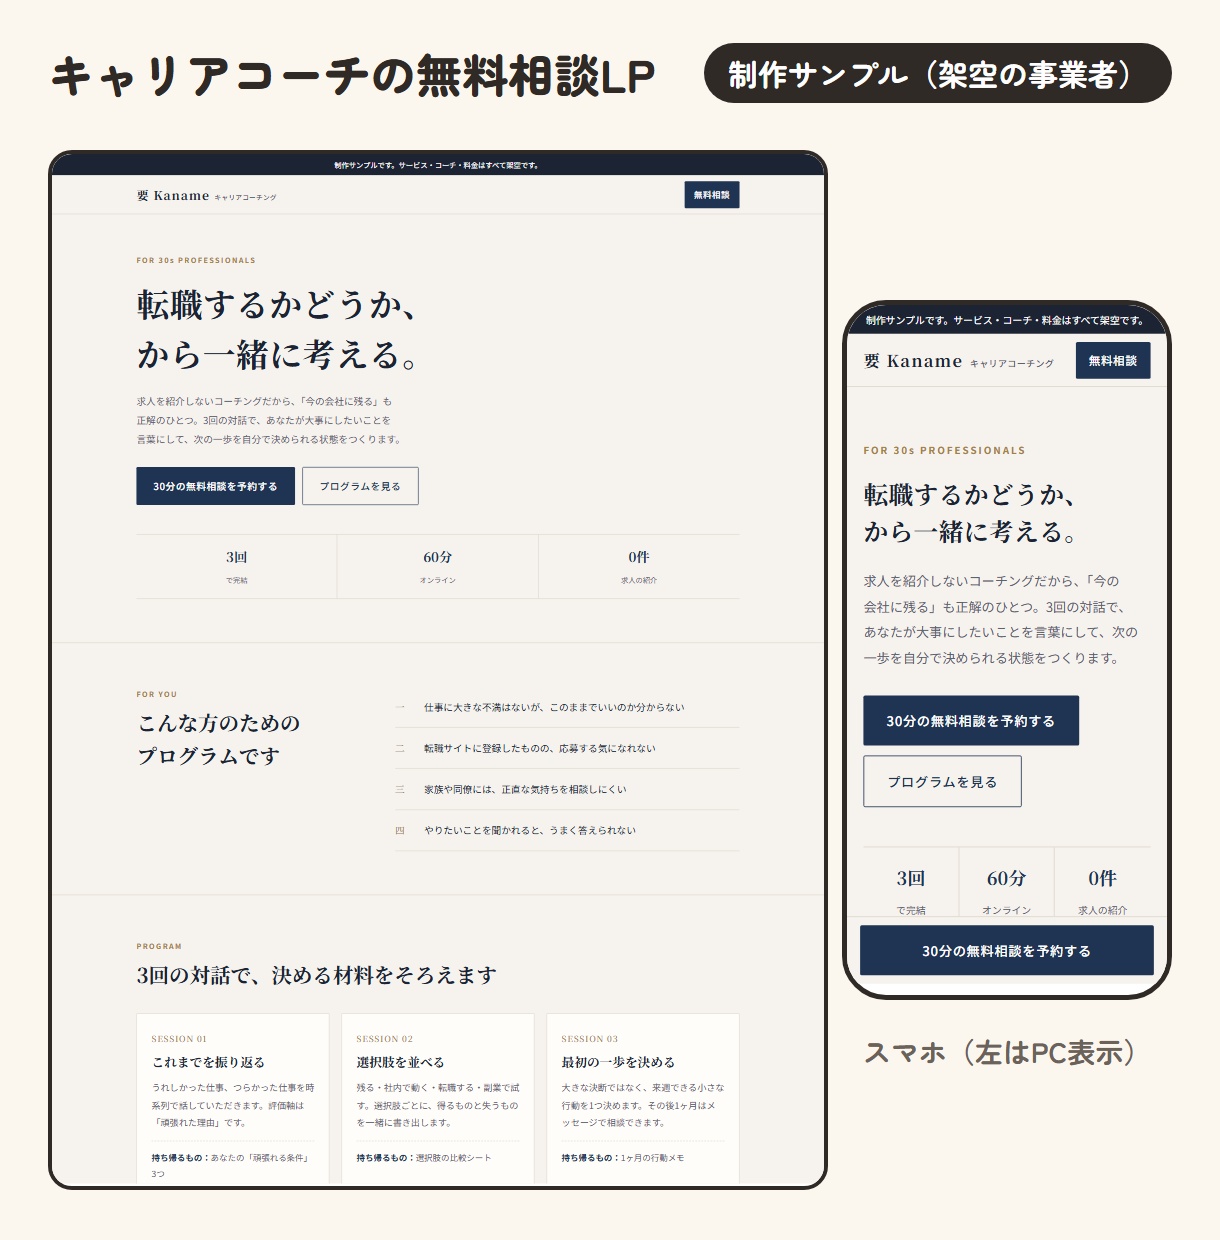 キャリアコーチの無料相談LP
制作サンプル（架空の事業者）
制作サンプルです。サービス・コーチ・料金はすべて架空です。
要 Kaname キャリアコーチング
無料相談
FOR 30s PROFESSIONALS
転職するかどうか、
から一緒に考える。
求人を紹介しないコーチングだから、「今の会社に残る」も
正解のひとつ。3回の対話で、あなたが大事にしたいことを
言葉にして、次の一歩を自分で決められる状態をつくります。
30分の無料相談を予約する
プログラムを見る
3回
で完結
60分
オンライン
0件
求人の紹介
FOR YOU
こんな方のための
プログラムです
一 仕事に大きな不満はないが、このままでいいのか分からない
二 転職サイトに登録したものの、応募する気になれない
三 家族や同僚には、正直な気持ちを相談しにくい
四 やりたいことを聞かれると、うまく答えられない
PROGRAM
3回の対話で、決める材料をそろえます
SESSION 01
これまでを振り返る
うれしかった仕事、つらかった仕事を時
系列で話していただきます。評価軸は
「頑張れた理由」です。
持ち帰るもの：あなたの「頑張れる条件」
3つ
SESSION 02
選択肢を並べる
残る・社内で動く・転職する・副業で試
す。選択肢ごとに、得るものと失うもの
を一緒に書き出します。
持ち帰るもの：選択肢の比較シート
SESSION 03
最初の一歩を決める
大きな決断ではなく、来週できる小さな
行動を1つ決めます。その後1ヶ月はメ
ッセージで相談できます。
持ち帰るもの：1ヶ月の行動メモ
制作サンプルです。サービス・コーチ・料金はすべて架空です。
要 Kaname キャリアコーチング
無料相談
FOR 30s PROFESSIONALS
転職するかどうか、
から一緒に考える。
求人を紹介しないコーチングだから、「今の
会社に残る」も正解のひとつ。3回の対話で、
あなたが大事にしたいことを言葉にして、次の
一歩を自分で決められる状態をつくります。
30分の無料相談を予約する
プログラムを見る
3回
で完結
60分
オンライン
0件
求人の紹介
30分の無料相談を予約する
スマホ（左はPC表示）